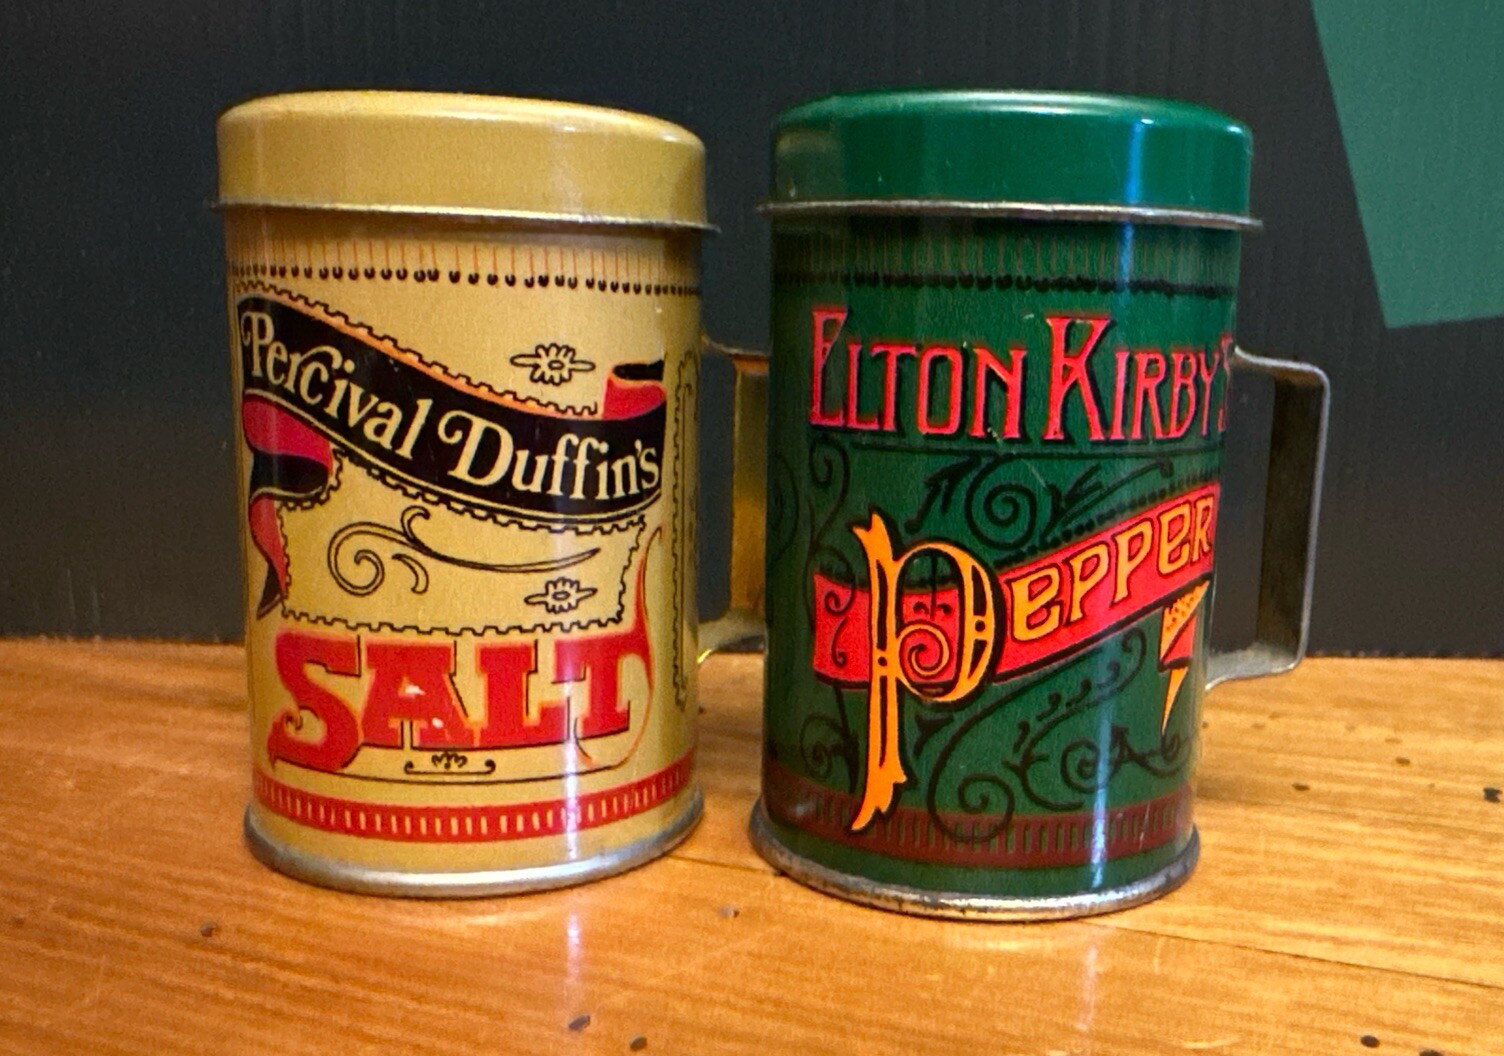 Percival Duffin's
SALT
ELTON KIRBY'S
PEPPER